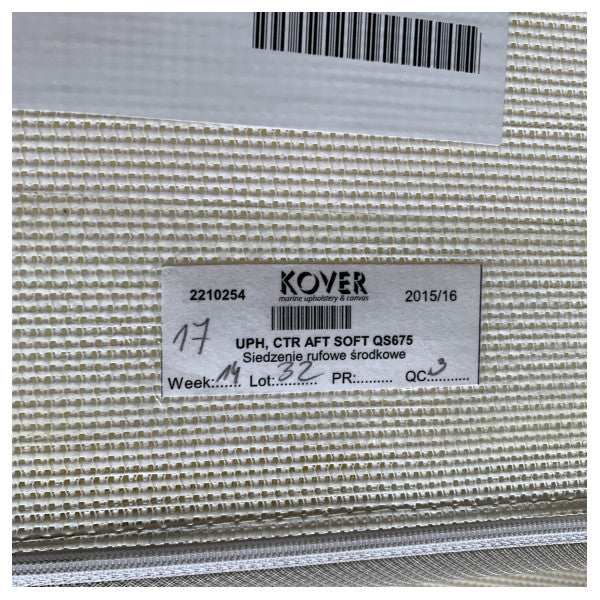 2210254 KOVER 2015/16
marine upholstery & canvas
17
UPH, CTR AFT SOFT QS675
Siedzenie rufowe środkowe
Week:14 Lot:32 PR:.......... QC:3..........